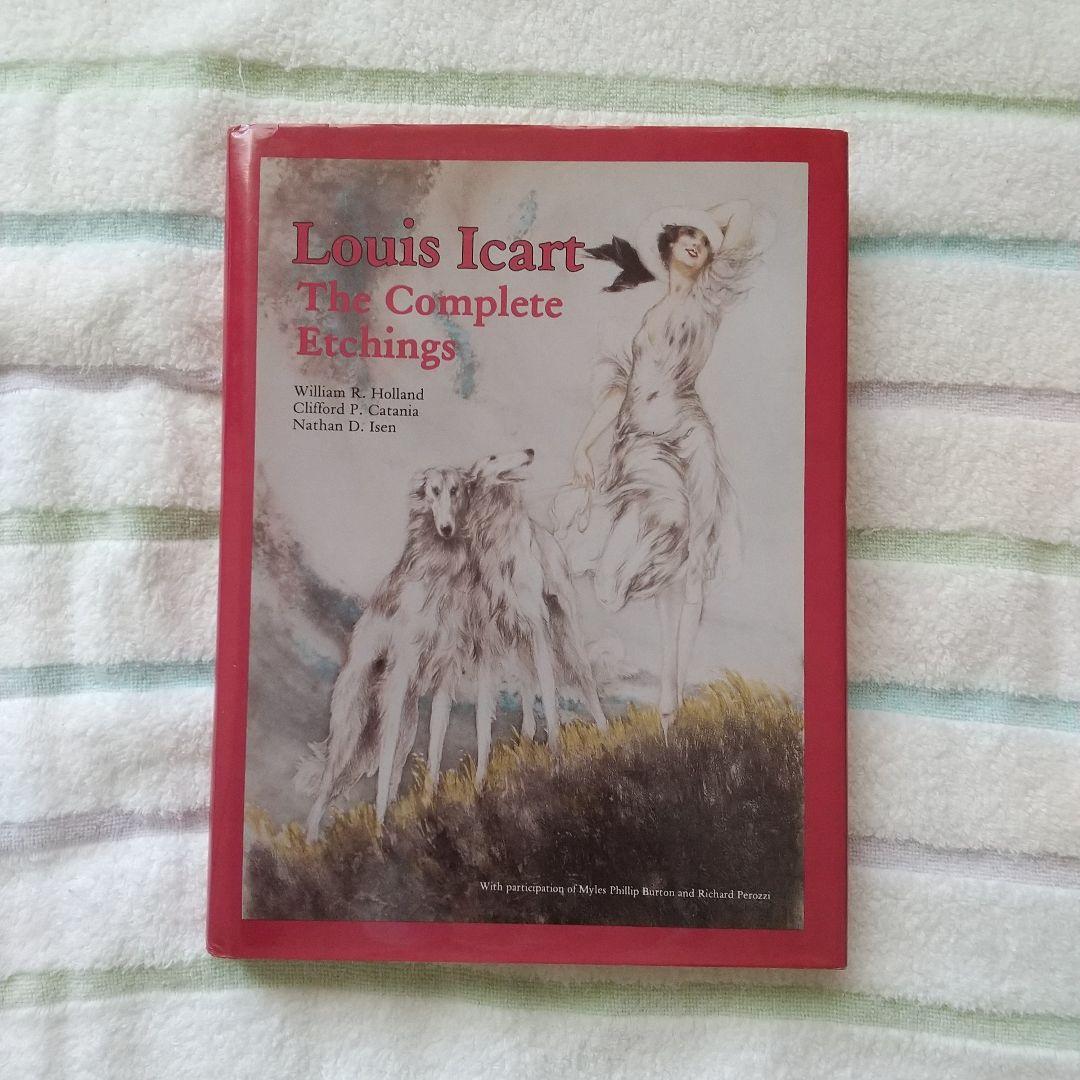 Louis Icart
The Complete
Etchings
William R. Holland
Clifford P. Catania
Nathan D. Isen
With participation of Myles Phillip Burton and Richard Perozzi